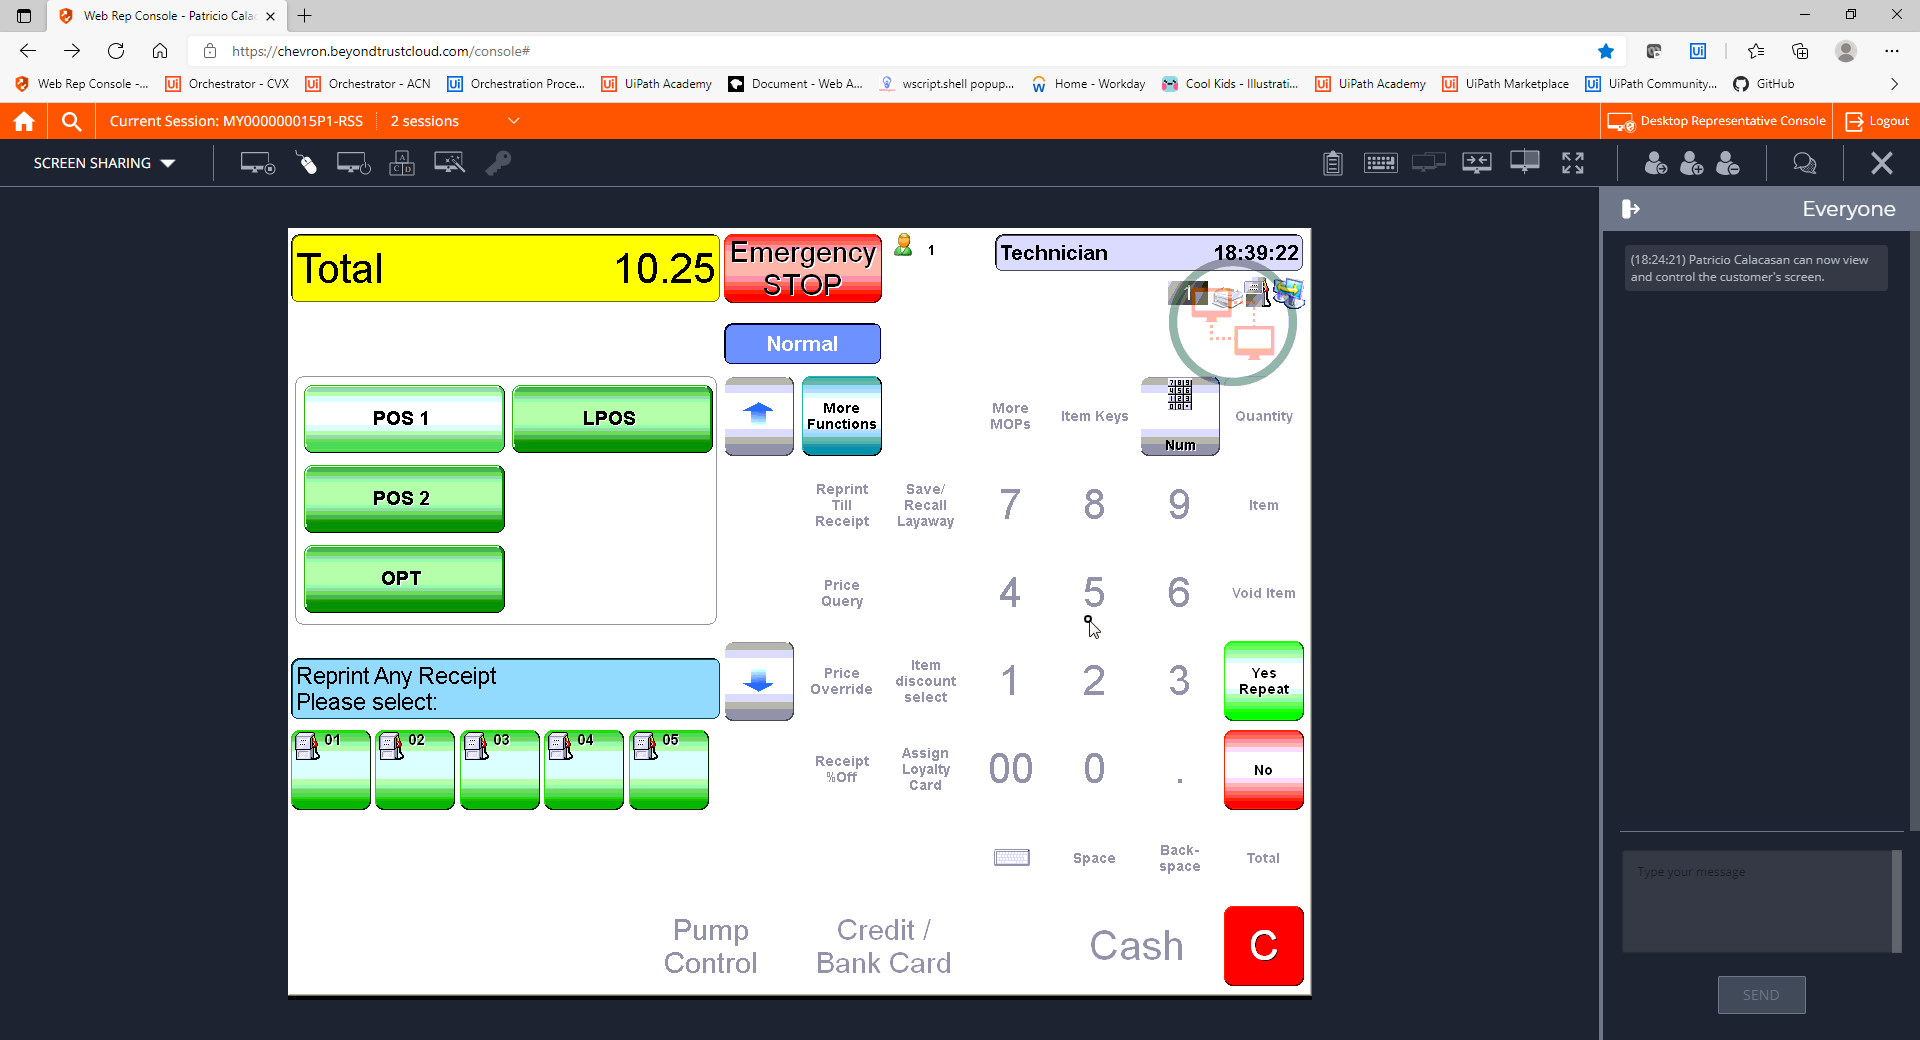 Web Rep Console - Patricio Cala
https://chevron.beyondtrustcloud.com/console#
Web Rep Console -...
Orchestrator - CVX
Orchestrator - ACN
Orchestration Proce...
UiPath Academy
Document - Web A...
wscript.shell popup...
Home - Workday
Cool Kids - Illustrati...
UiPath Academy
UiPath Marketplace
UiPath Community...
GitHub
Current Session: MY000000015P1-RSS
2 sessions
Desktop Representative Console
Logout
SCREEN SHARING
Everyone
(18:24:21) Patricio Calacasan can now view
and control the customer's screen.
Total 10.25
Emergency
STOP
1
Technician 18:39:22
1
Normal
POS 1
LPOS
POS 2
OPT
More
Functions
More
MOPs
Item Keys
Num
Quantity
Reprint
Till
Receipt
Save/
Recall
Layaway
7
8
9
Item
Price
Query
4
5
6
Void Item
Reprint Any Receipt
Please select:
Price
Override
Item
discount
select
1
2
3
Yes
Repeat
01
02
03
04
05
Receipt
%Off
Assign
Loyalty
Card
00
0
.
No
Space
Back-
space
Total
Pump
Control
Credit /
Bank Card
Cash
C
Type your message
SEND